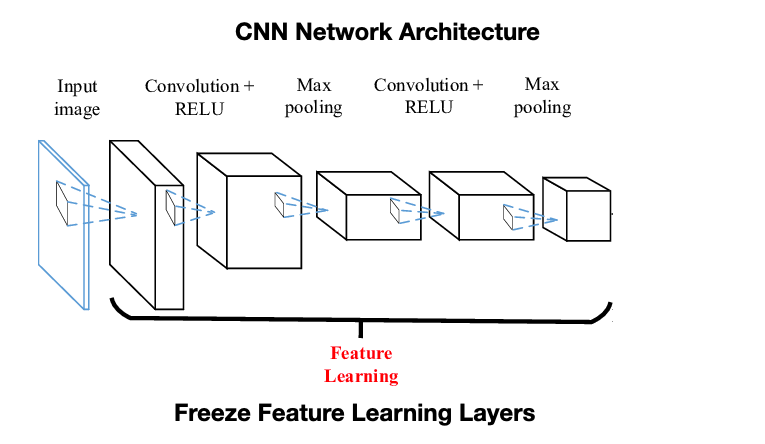 CNN Network Architecture
Input
image
Convolution +
RELU
Max
pooling
Convolution +
RELU
Max
pooling
Feature
Learning
Freeze Feature Learning Layers